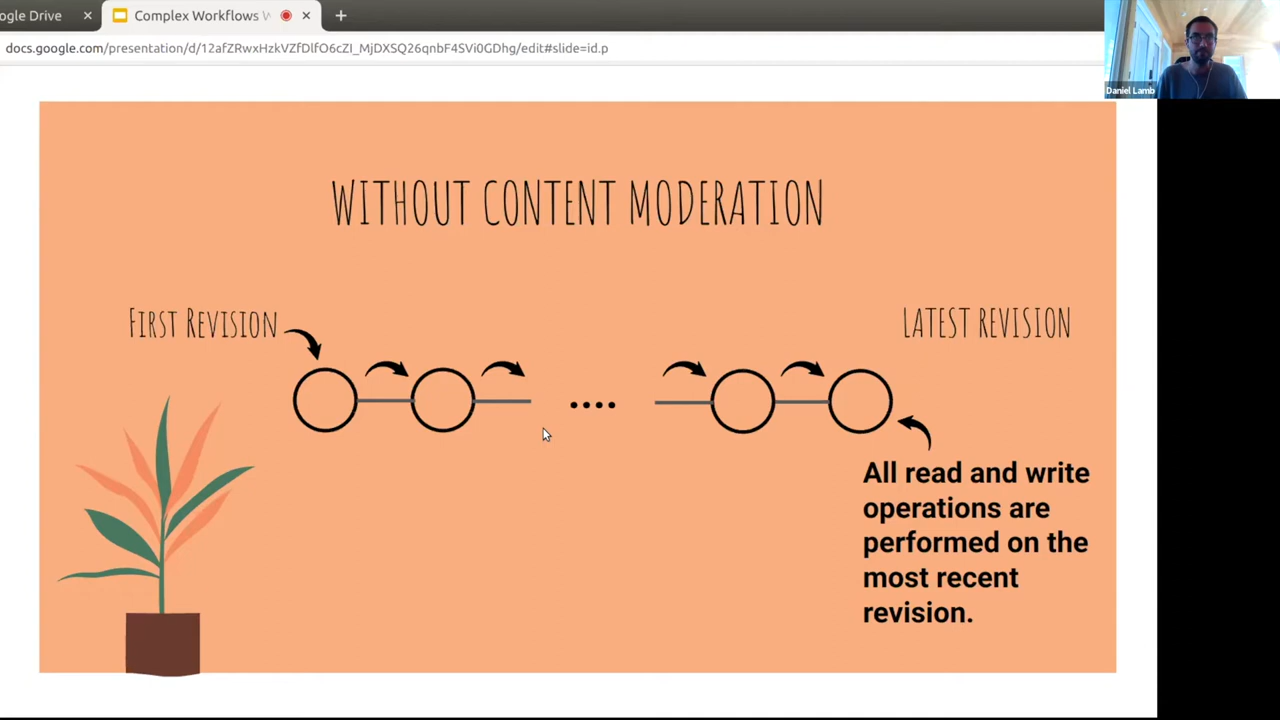 ogle Drive
Complex Workflows W
docs.google.com/presentation/d/12afZRwxHzkVZfDlfO6cZI_MjDXSQ26qnbF4SVi0GDhg/edit#slide=id.p
Daniel Lamb
WITHOUT CONTENT MODERATION
FIRST REVISION
LATEST REVISION
....
All read and write
operations are
performed on the
most recent
revision.